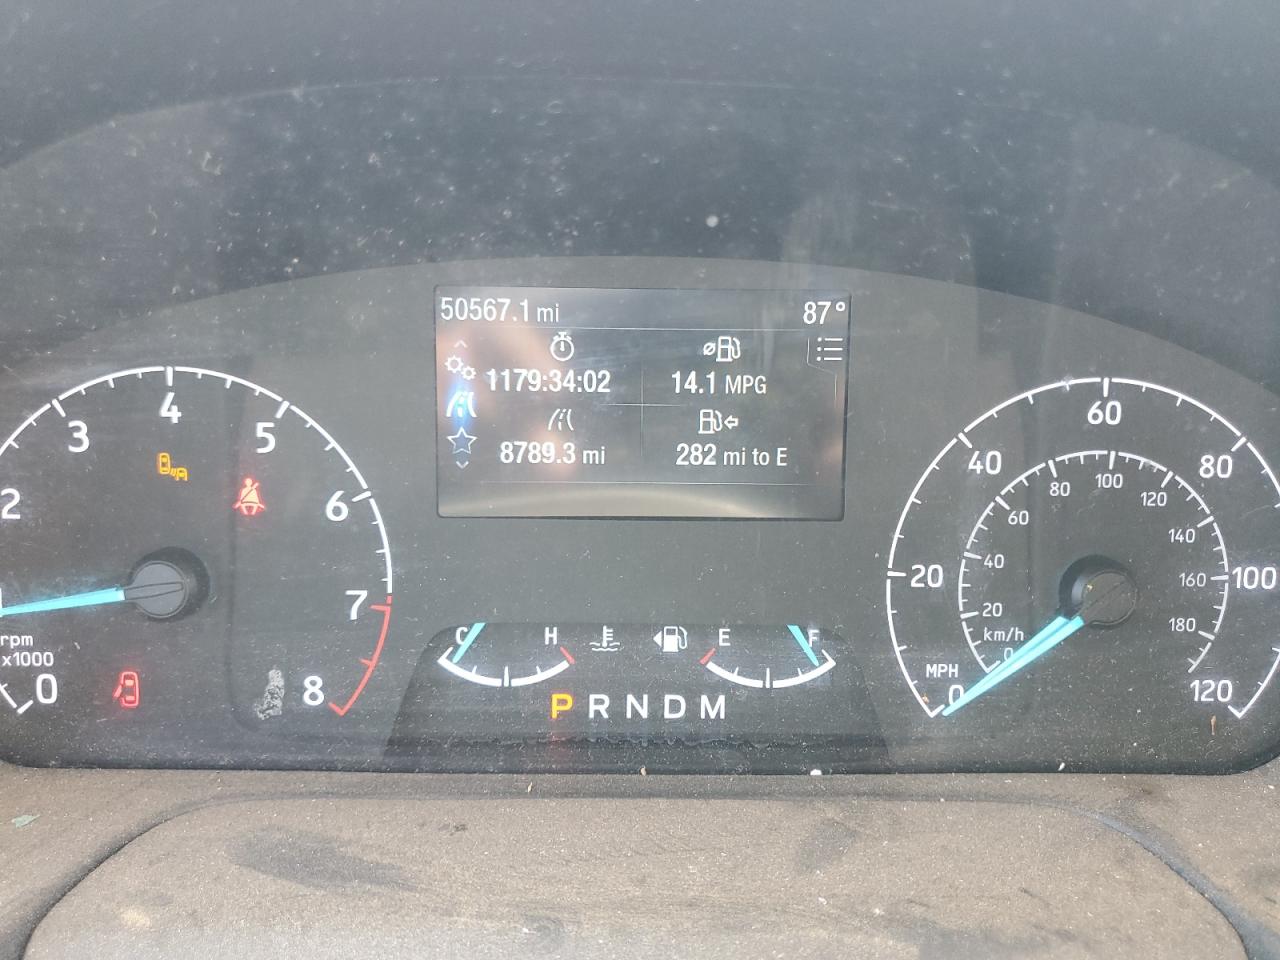 50567.1 mi 87°
1179:34:02 14.1 MPG
8789.3 mi 282 mi to E
0 2 3 4 5 6 7 8
rpm
x1000
C H E F
P R N D M
0 20 40 60 80 100 120
MPH
0 20 40 60 80 100 120 140 160 180
km/h